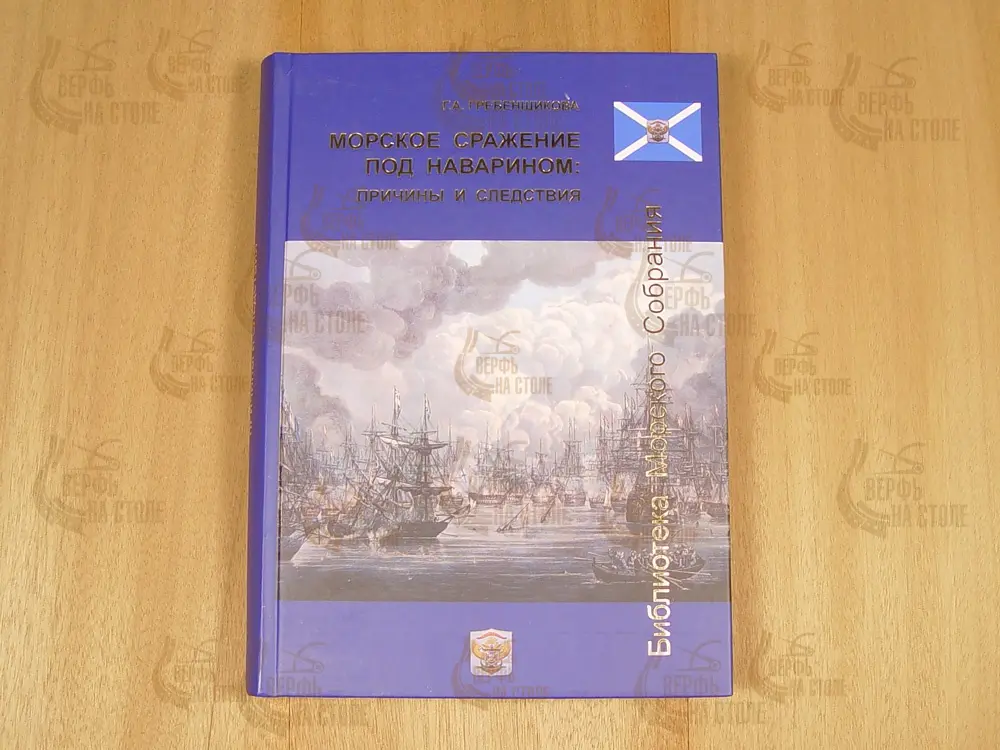 Г.А. ГРЕБЕНЩИКОВА
МОРСКОЕ СРАЖЕНИЕ
ПОД НАВАРИНОМ:
ПРИЧИНЫ И СЛЕДСТВИЯ
Библиотека Морского Собрания
ВЕРФЬ
НА СТОЛЕ